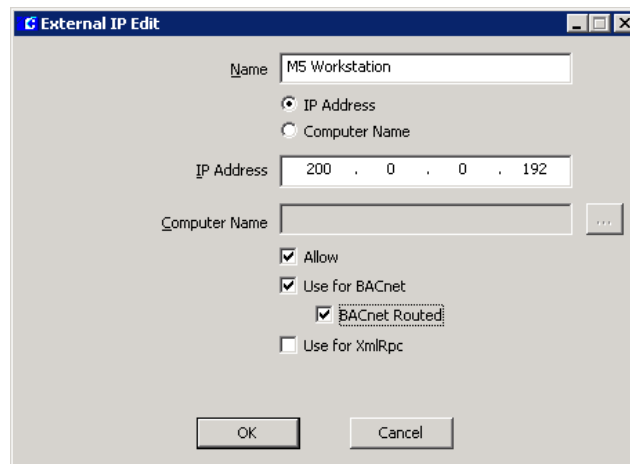 External IP Edit
Name M5 Workstation
IP Address
Computer Name
IP Address 200 . 0 . 0 . 192
Computer Name ...
Allow
Use for BACnet
BACnet Routed
Use for XmlRpc
OK Cancel